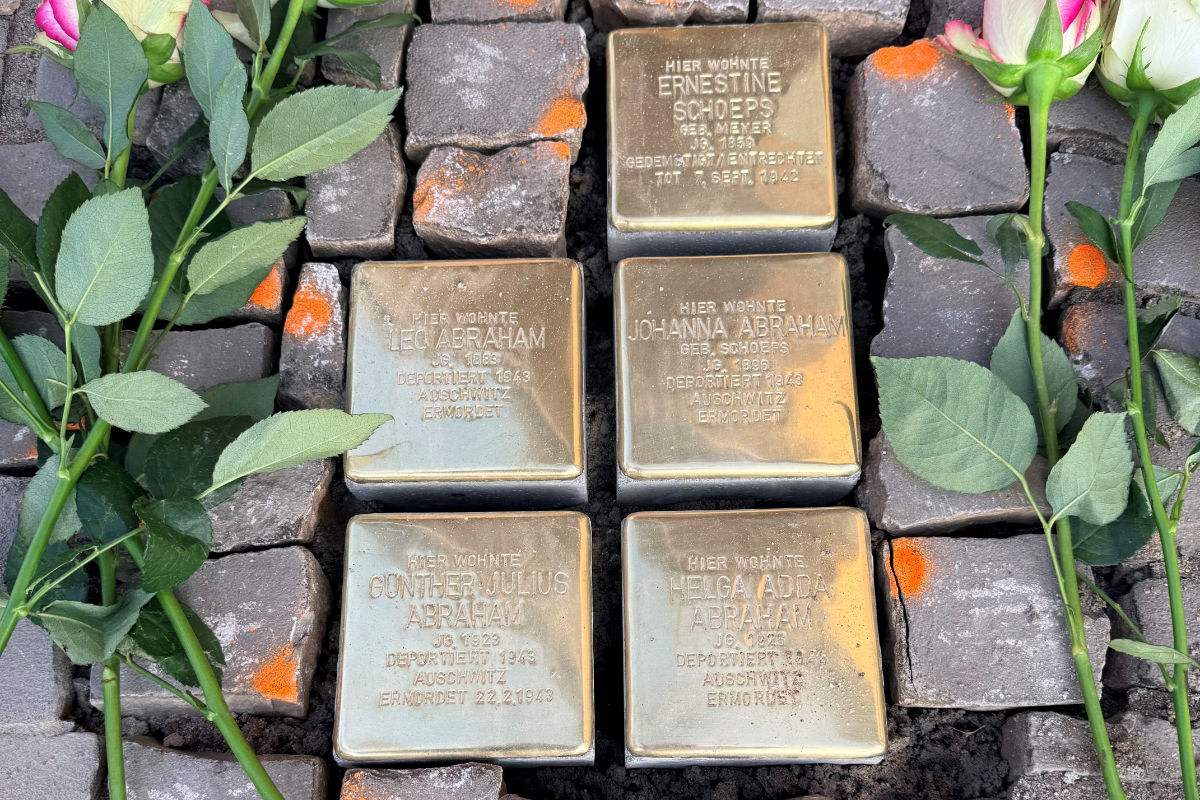 HIER WOHNTE
ERNESTINE
SCHOEPS
GEB. MEYER
JG. 1859
GEDEMÜTIGT/ENTRECHTET
TOT 7. SEPT. 1942
HIER WOHNTE
LEO ABRAHAM
JG. 1883
DEPORTIERT 1943
AUSCHWITZ
ERMORDET
HIER WOHNTE
JOHANNA ABRAHAM
GEB. SCHOEPS
JG. 1896
DEPORTIERT 1943
AUSCHWITZ
ERMORDET
HIER WOHNTE
GÜNTHER JULIUS
ABRAHAM
JG. 1923
DEPORTIERT 1943
AUSCHWITZ
ERMORDET 22.2.1943
HIER WOHNTE
HELGA ADDA
ABRAHAM
JG.
DEPORTIERT
AUSCHWITZ
ERMORDET